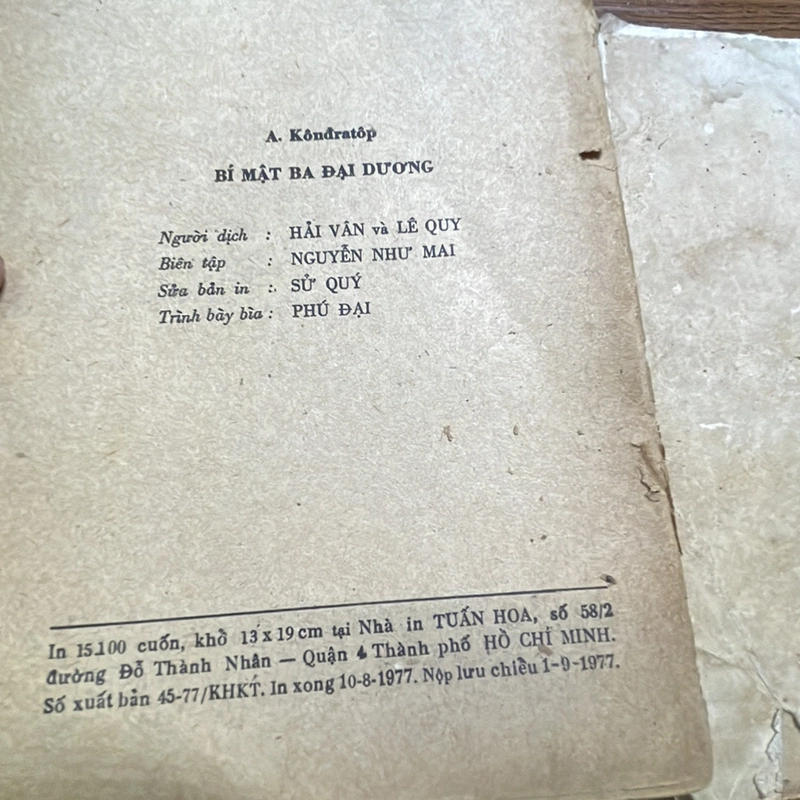 A. Kônđratôp
BÍ MẬT BA ĐẠI DƯƠNG
Người dịch : HẢI VÂN và LÊ QUY
Biên tập : NGUYỄN NHƯ MAI
Sửa bản in : SỬ QUÝ
Trình bày bìa : PHÚ ĐẠI
In 15.100 cuốn, khổ 13 x 19 cm tại Nhà in TUẤN HOA, số 58/2
đường Đỗ Thành Nhân — Quận 4 Thành phố HỒ CHÍ MINH.
Số xuất bản 45-77/KHKT. In xong 10-8-1977. Nộp lưu chiều 1-9-1977.